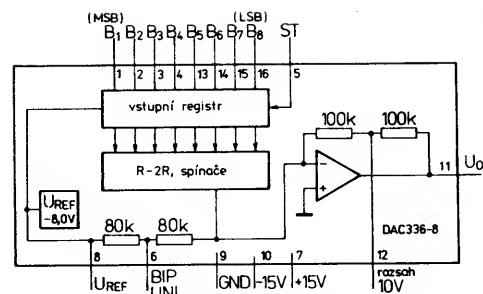 (MSB) (LSB)
B1 B2 B3 B4 B5 B6 B7 B8 ST
1 2 3 4 13 14 15 16 5
vstupní registr
R-2R, spínače
100k 100k
11 U0
UREF
-8,0V
80k 80k
DAC336-8
8 6 9 10 7 12
UREF BIP GND -15V +15V rozsah
UNI 10V